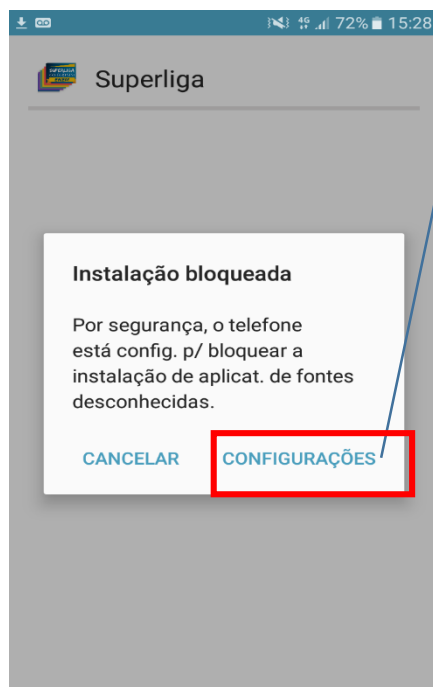 4G 72% 15:28
Superliga
Instalação bloqueada
Por segurança, o telefone
está config. p/ bloquear a
instalação de aplicat. de fontes
desconhecidas.
CANCELAR CONFIGURAÇÕES